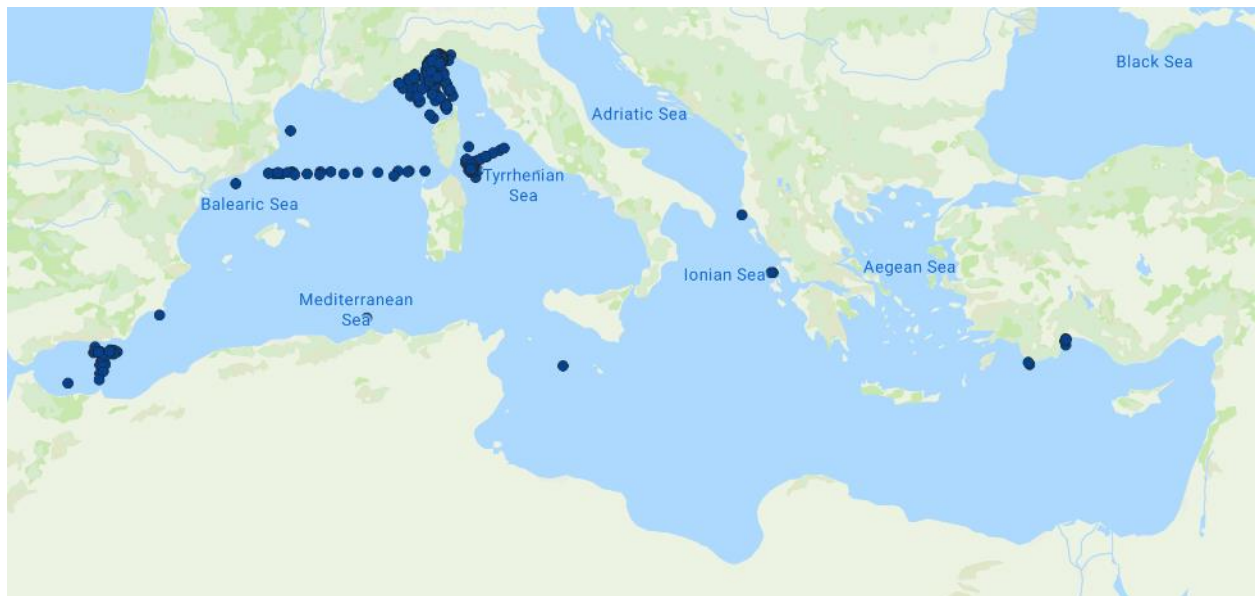 Black Sea
Adriatic Sea
Tyrrhenian
Sea
Balearic Sea
Ionian Sea
Aegean Sea
Mediterranean
Sea